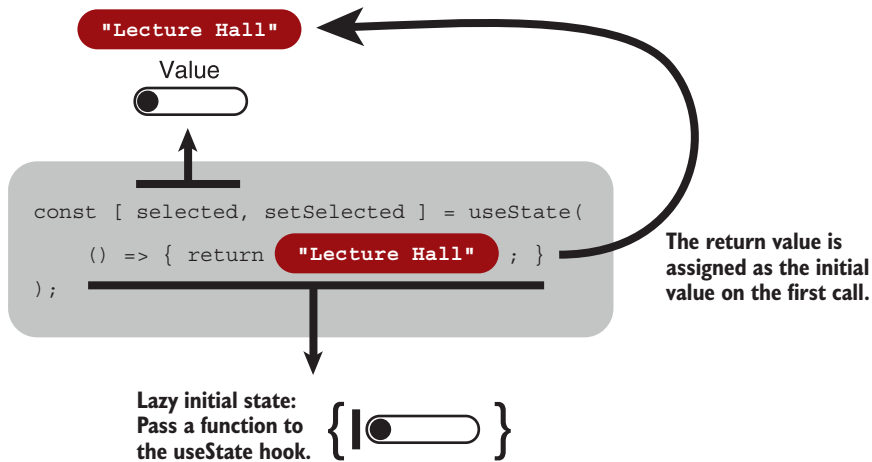 "Lecture Hall"
Value
const [ selected, setSelected ] = useState(
() => { return "Lecture Hall" ; }
);
The return value is
assigned as the initial
value on the first call.
Lazy initial state:
Pass a function to
the useState hook.
{ }